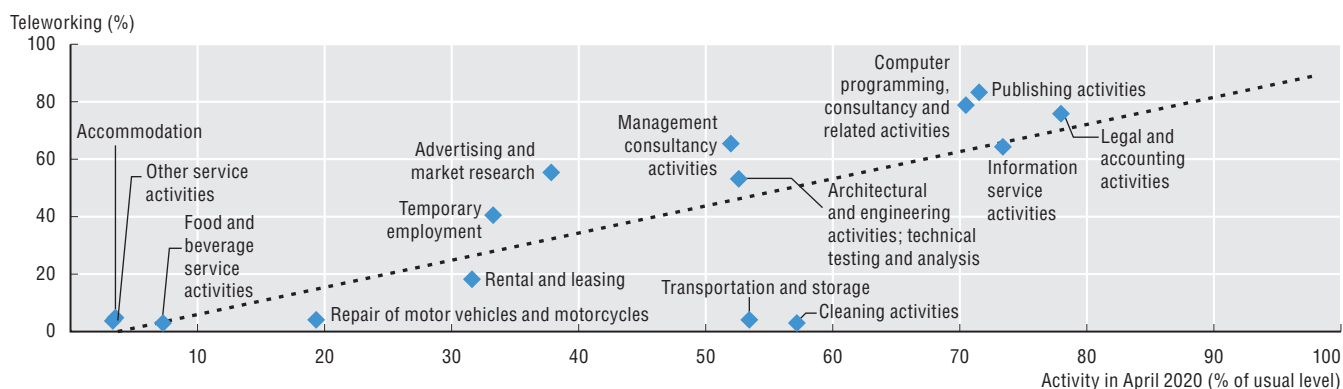 Teleworking (%)
100
80
60
40
20
0
Accommodation
Other service
activities
Food and
beverage
service
activities
Repair of motor vehicles and motorcycles
Rental and leasing
Temporary
employment
Advertising and
market research
Management
consultancy
activities
Architectural
and engineering
activities; technical
testing and analysis
Transportation and storage
Cleaning activities
Computer
programming,
consultancy and
related activities
Publishing activities
Information
service
activities
Legal and
accounting
activities
10
20
30
40
50
60
70
80
90
100
Activity in April 2020 (% of usual level)